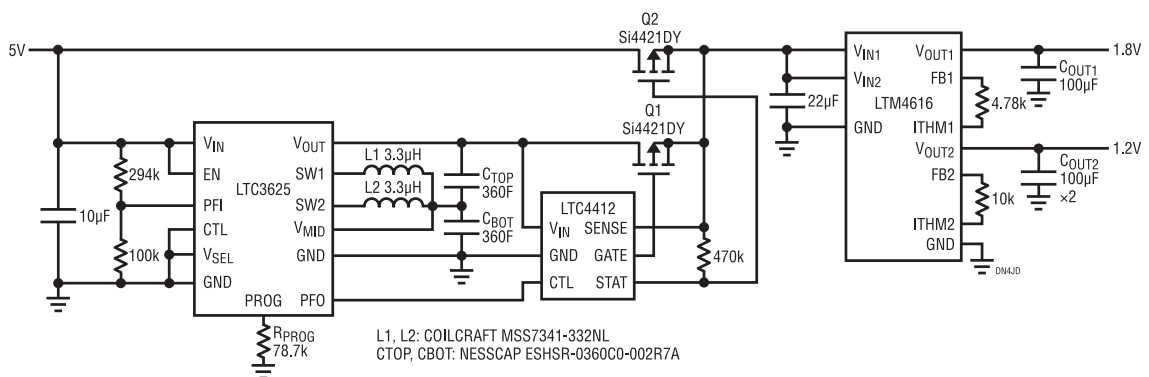 5V
Q2
Si4421DY
Q1
Si4421DY
VIN
EN
PFI
CTL
VSEL
GND
PROG
LTC3625
VOUT
SW1
SW2
VMID
GND
PFO
294k
100k
10µF
RPROG
78.7k
L1 3.3µH
L2 3.3µH
CTOP
360F
CBOT
360F
LTC4412
VIN SENSE
GND GATE
CTL STAT
470k
22µF
VIN1
VIN2
GND
LTM4616
VOUT1
FB1
ITHM1
VOUT2
FB2
ITHM2
GND
4.78k
10k
1.8V
COUT1
100µF
1.2V
COUT2
100µF
×2
DN4JD
L1, L2: COILCRAFT MSS7341-332NL
CTOP, CBOT: NESSCAP ESHSR-0360C0-002R7A